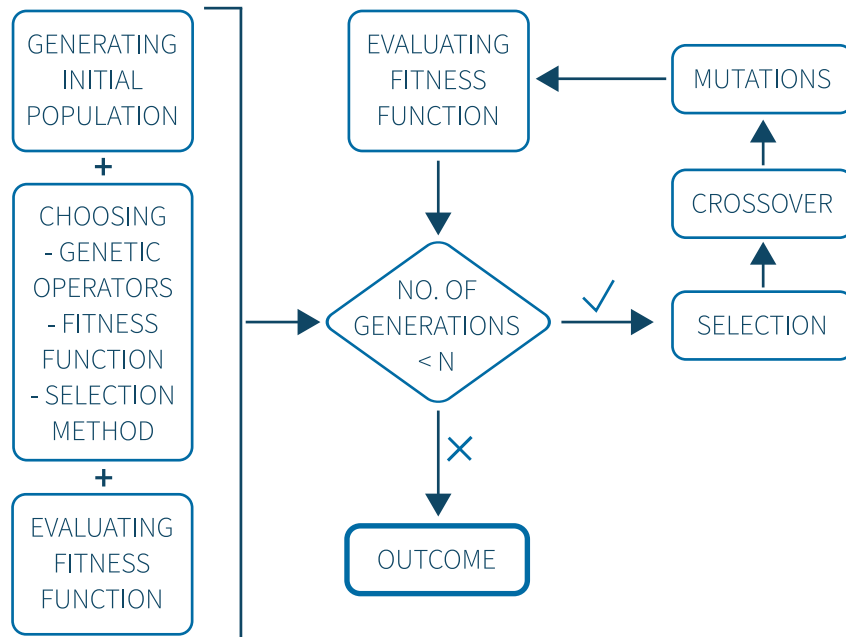 GENERATING
INITIAL
POPULATION
+
CHOOSING
- GENETIC
OPERATORS
- FITNESS
FUNCTION
- SELECTION
METHOD
+
EVALUATING
FITNESS
FUNCTION
EVALUATING
FITNESS
FUNCTION
NO. OF
GENERATIONS
< N
OUTCOME
SELECTION
CROSSOVER
MUTATIONS